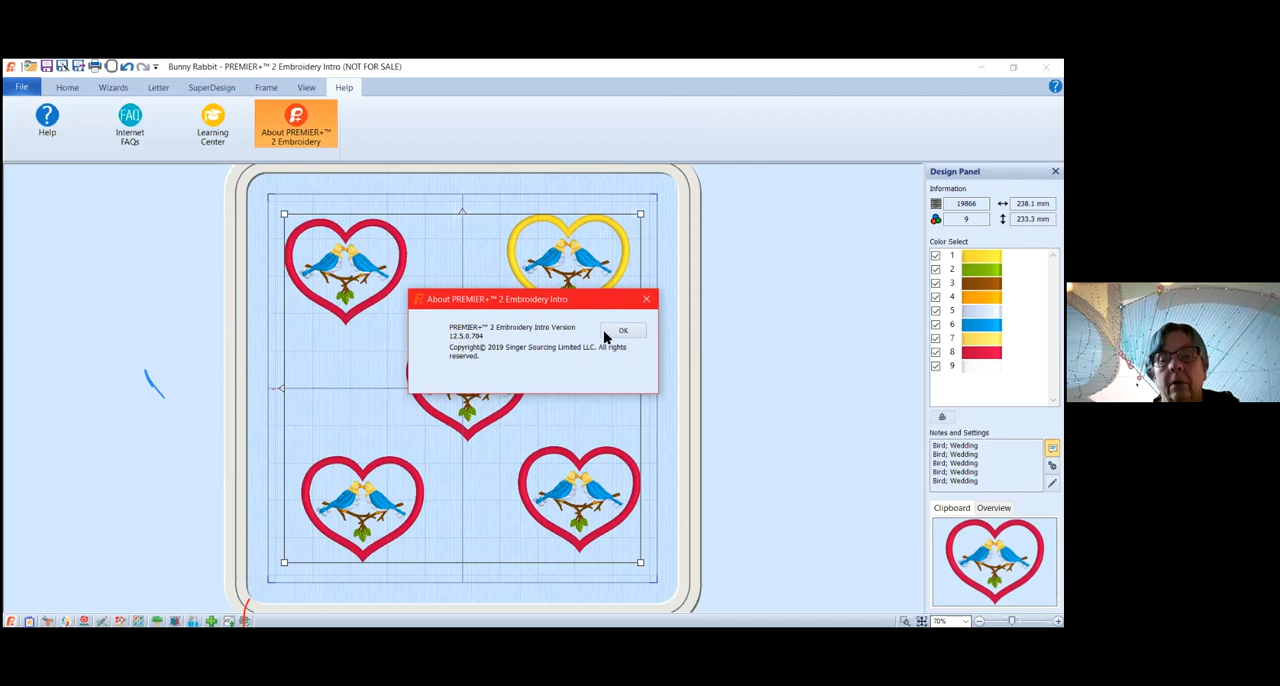 Bunny Rabbit - PREMIER+™ 2 Embroidery Intro (NOT FOR SALE)
File Home Wizards Letter SuperDesign Frame View Help
Help
Internet
FAQs
Learning
Center
About PREMIER+™
2 Embroidery
FAQ
Design Panel
Information
19866 238.1 mm
9 233.3 mm
Color Select
1
2
3
4
5
6
7
8
9
About PREMIER+™ 2 Embroidery Intro
PREMIER+™ 2 Embroidery Intro Version
12.5.0.704
Copyright© 2019 Singer Sourcing Limited LLC. All rights
reserved.
OK
Notes and Settings
Bird; Wedding
Bird; Wedding
Bird; Wedding
Bird; Wedding
Bird; Wedding
Clipboard Overview
70%